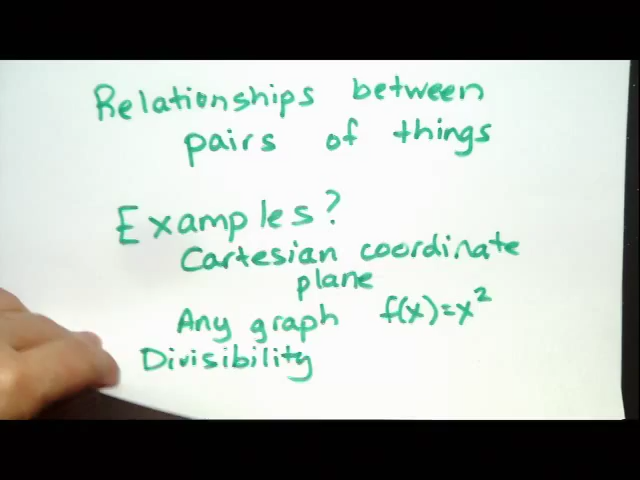 Relationships between
pairs of things
Examples?
Cartesian coordinate
plane
Any graph f(x)=x²
Divisibility